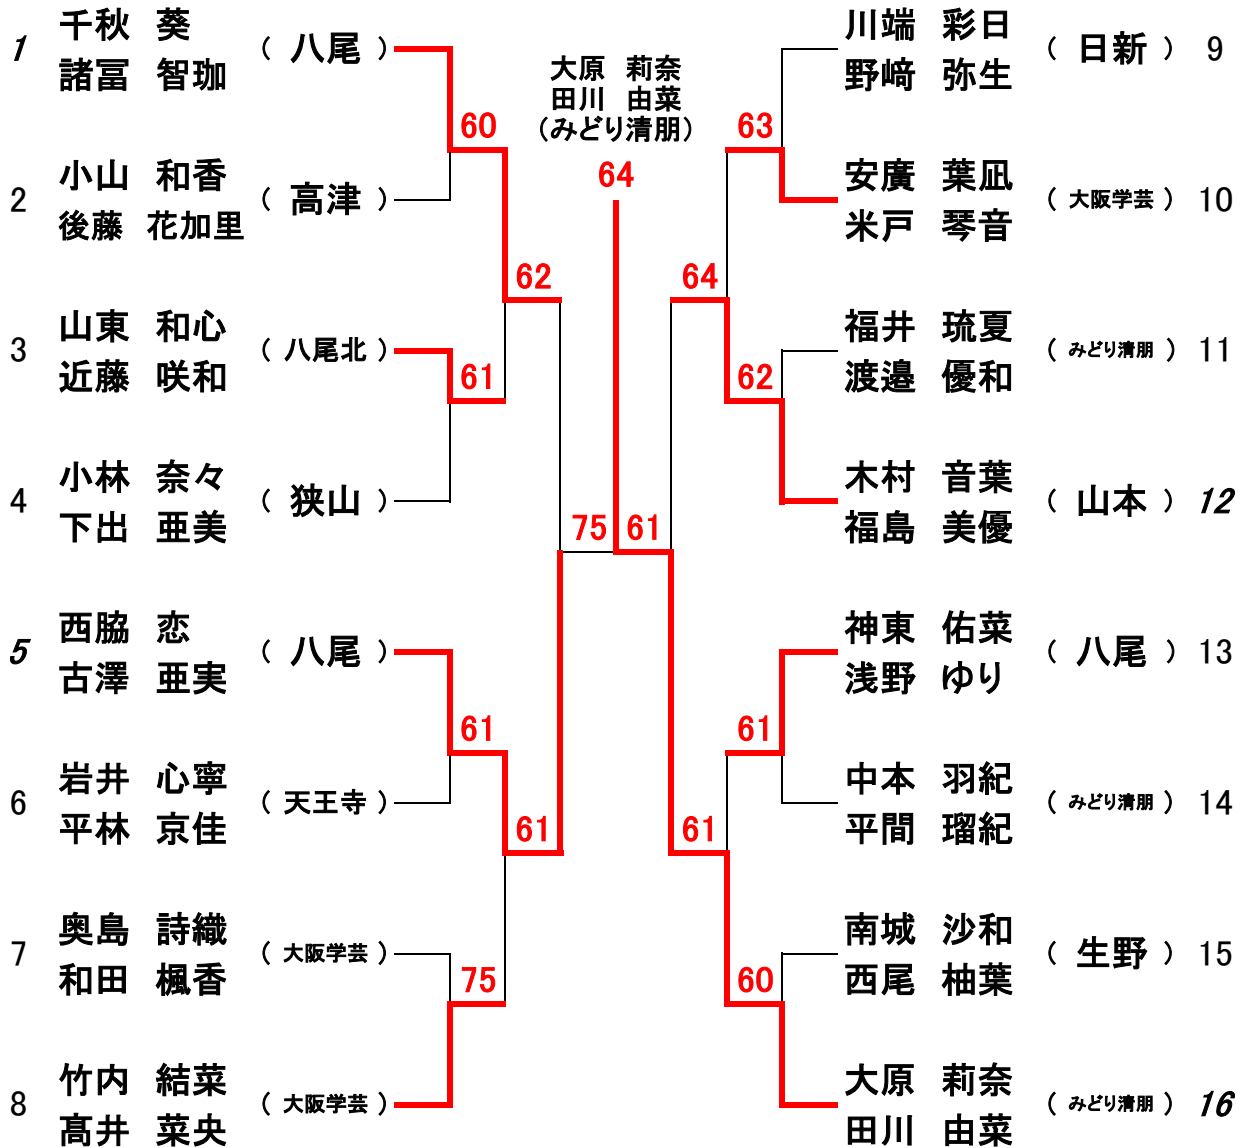 1 千秋 葵
諸冨 智珈
( 八尾 )
60
2 小山 和香
後藤 花加里
( 高津 )
62
3 山東 和心
近藤 咲和
( 八尾北 )
61
4 小林 奈々
下出 亜美
( 狭山 )
75
5 西脇 恋
古澤 亜実
( 八尾 )
61
6 岩井 心寧
平林 京佳
( 天王寺 )
61
7 奥島 詩織
和田 楓香
( 大阪学芸 )
75
8 竹内 結菜
髙井 菜央
( 大阪学芸 )
大原 莉奈
田川 由菜
(みどり清朋)
64
川端 彩日
野﨑 弥生
( 日新 ) 9
63
安廣 葉凪
米戸 琴音
( 大阪学芸 ) 10
64
福井 琉夏
渡邉 優和
( みどり清朋 ) 11
62
木村 音葉
福島 美優
( 山本 ) 12
61
神東 佑菜
浅野 ゆり
( 八尾 ) 13
61
中本 羽紀
平間 瑠紀
( みどり清朋 ) 14
61
南城 沙和
西尾 柚葉
( 生野 ) 15
60
大原 莉奈
田川 由菜
( みどり清朋 ) 16